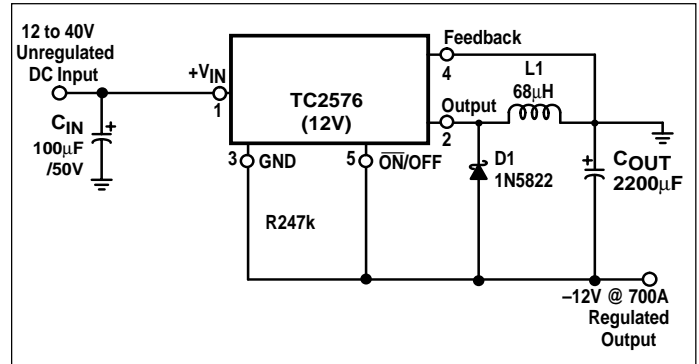 12 to 40V
Unregulated
DC Input
+VIN
1
CIN
100μF
/50V
TC2576
(12V)
Feedback
4
L1
68μH
Output
2
3 GND
5 ON/OFF
D1
1N5822
COUT
2200μF
R247k
–12V @ 700A
Regulated
Output